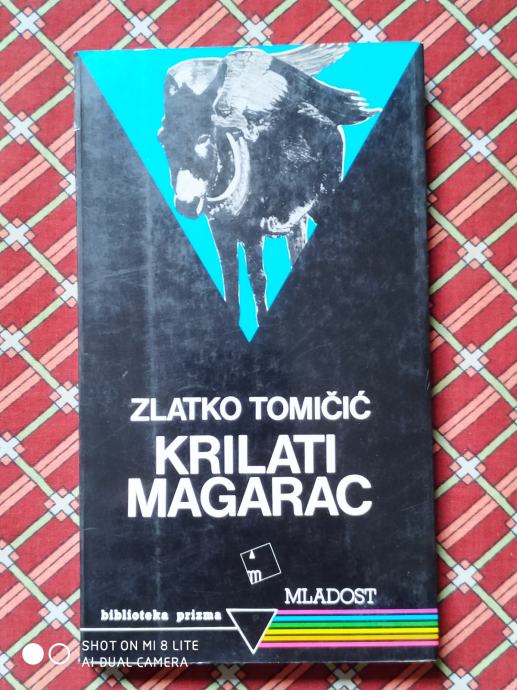 ZLATKO TOMIČIĆ
KRILATI
MAGARAC
m
MLADOST
biblioteka prizma
SHOT ON MI 8 LITE
AI DUAL CAMERA